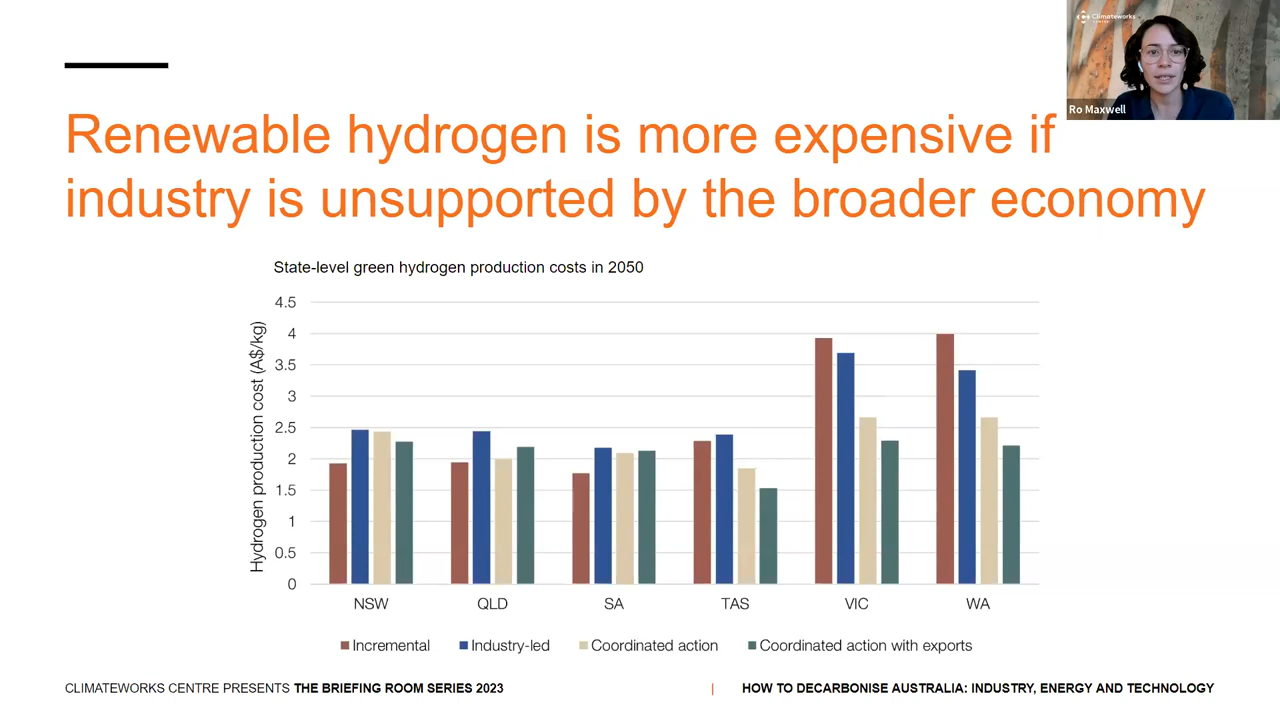 Climateworks
CENTRE
Ro Maxwell
Renewable hydrogen is more expensive if
industry is unsupported by the broader economy
State-level green hydrogen production costs in 2050
Hydrogen production cost (A$/kg)
4.5
4
3.5
3
2.5
2
1.5
1
0.5
0
NSW QLD SA TAS VIC WA
Incremental Industry-led Coordinated action Coordinated action with exports
CLIMATEWORKS CENTRE PRESENTS THE BRIEFING ROOM SERIES 2023 | HOW TO DECARBONISE AUSTRALIA: INDUSTRY, ENERGY AND TECHNOLOGY